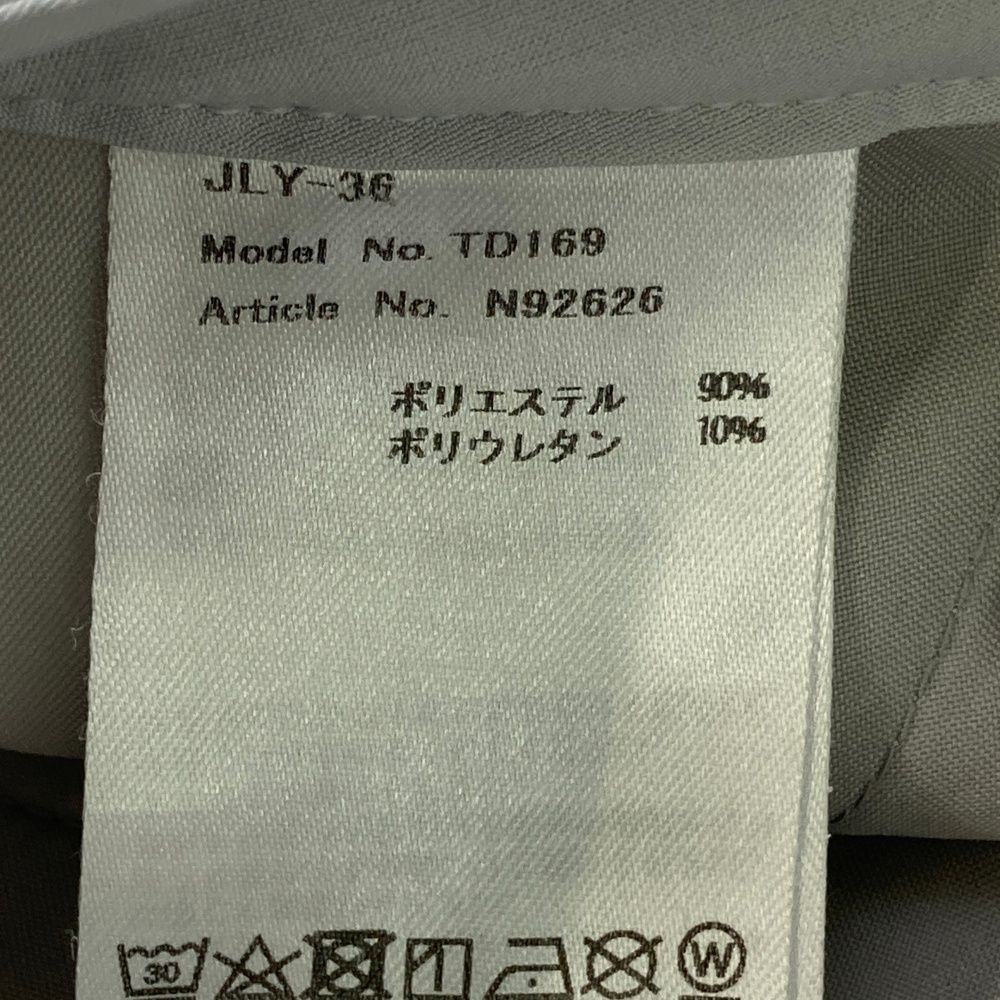 JLY-36
Model No. TD169
Article No. N92626
ポリエステル 90%
ポリウレタン 10%
30
W